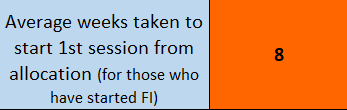 Average weeks taken to
start 1st session from
allocation (for those who
have started FI)
8